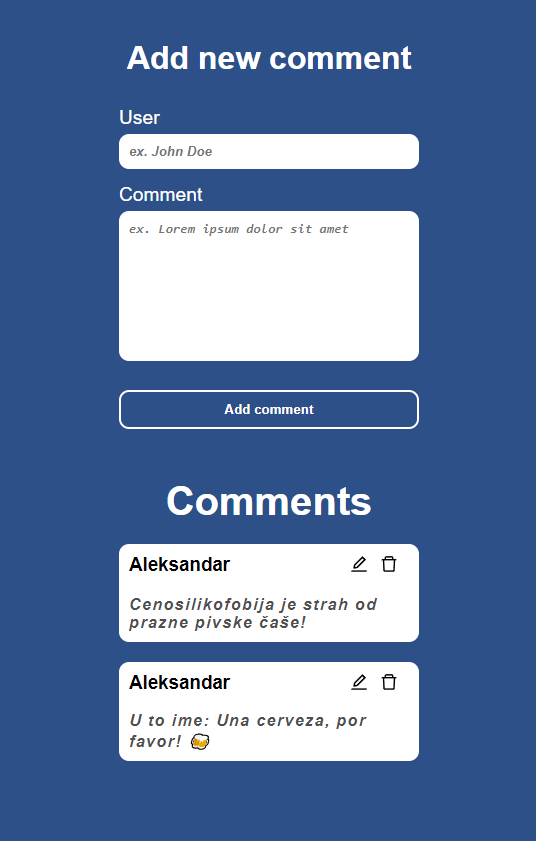 Add new comment
User
ex. John Doe
Comment
ex. Lorem ipsum dolor sit amet
Add comment
Comments
Aleksandar
Cenosilikofobija je strah od
prazne pivske čaše!
Aleksandar
U to ime: Una cerveza, por
favor! 🍻